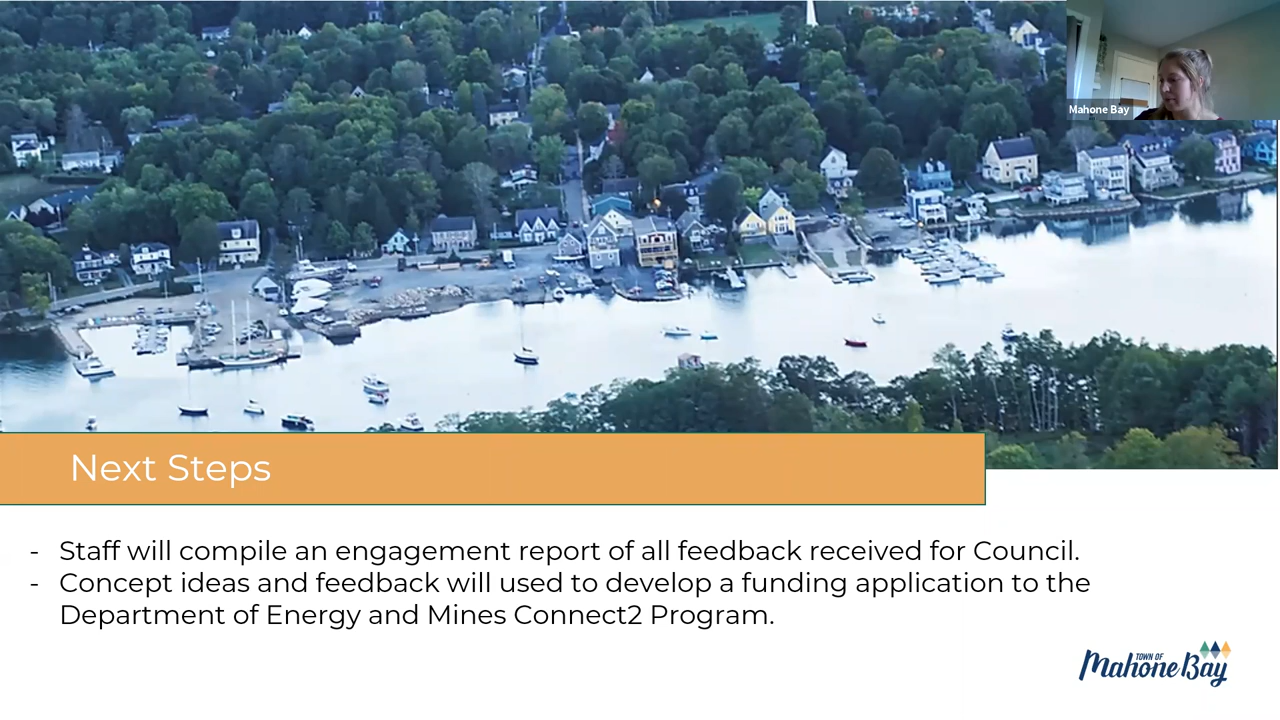 Mahone Bay
Next Steps
- Staff will compile an engagement report of all feedback received for Council.
- Concept ideas and feedback will used to develop a funding application to the
Department of Energy and Mines Connect2 Program.
TOWN OF
Mahone Bay